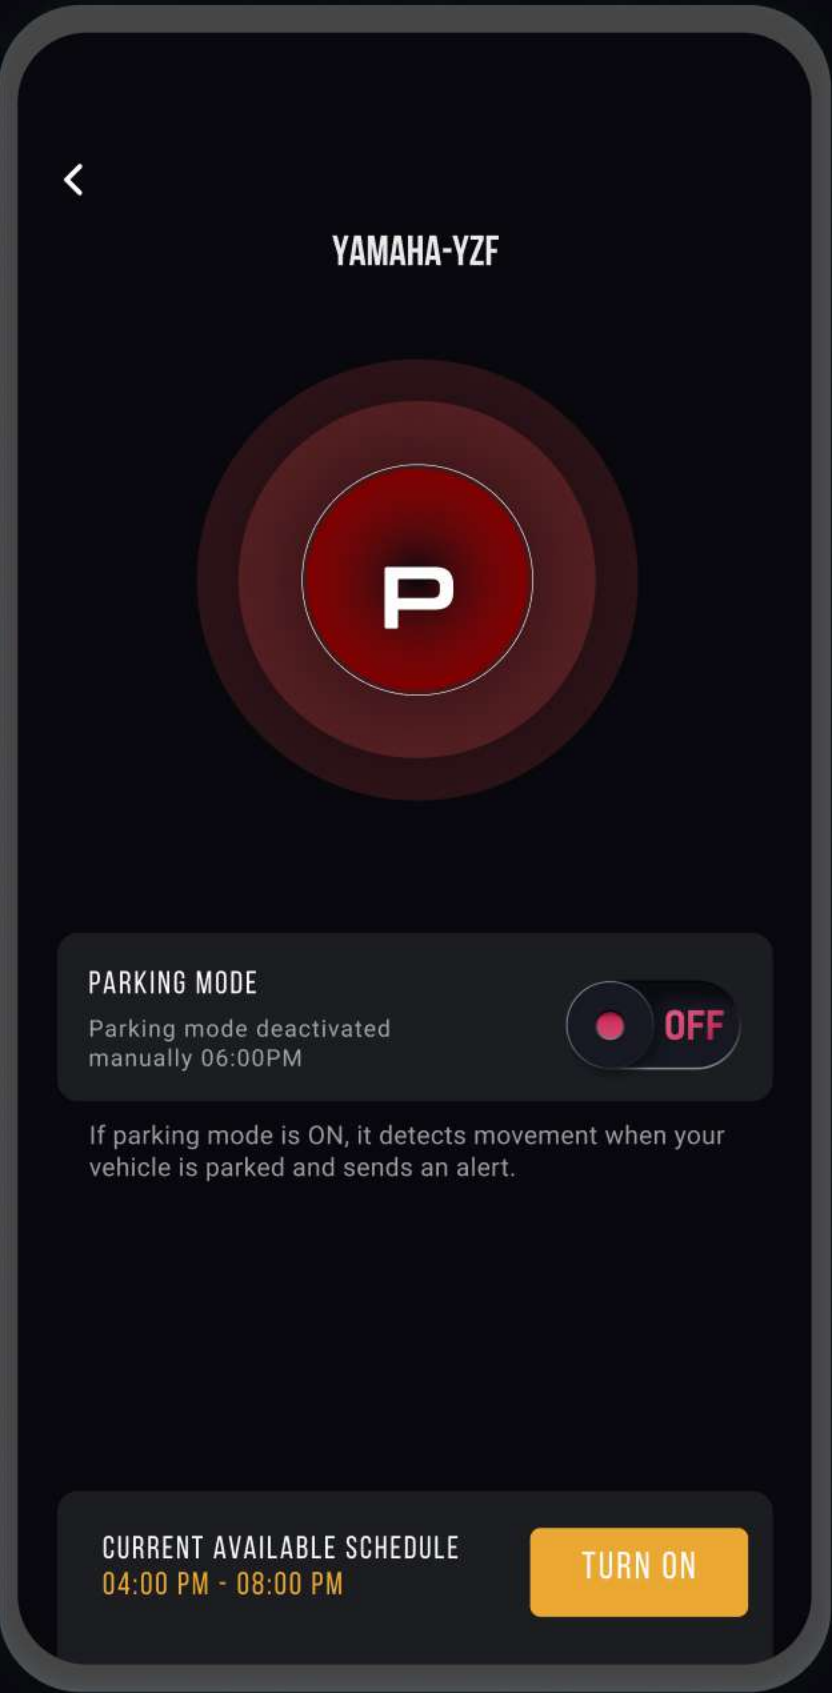 YAMAHA-YZF
P
PARKING MODE
Parking mode deactivated
manually 06:00PM
OFF
If parking mode is ON, it detects movement when your
vehicle is parked and sends an alert.
CURRENT AVAILABLE SCHEDULE
04:00 PM - 08:00 PM
TURN ON